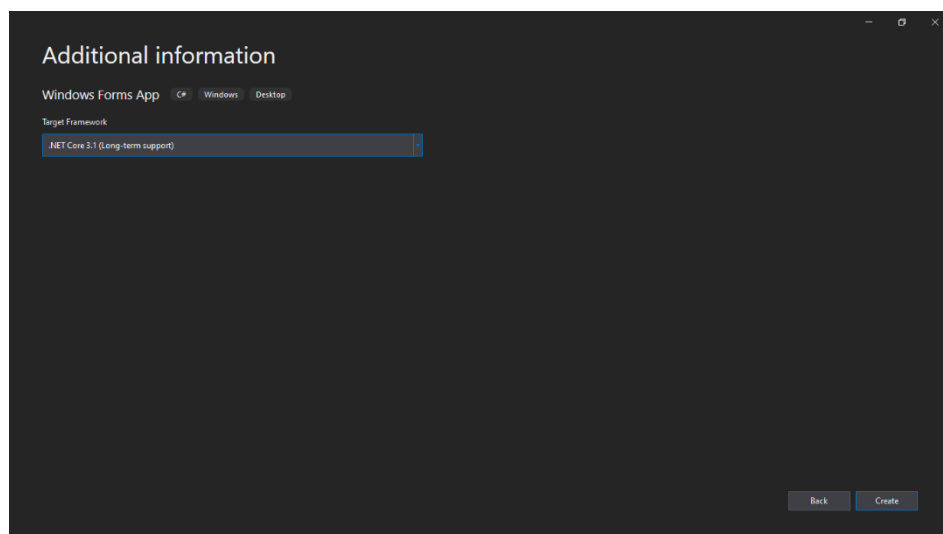 Additional information
Windows Forms App C# Windows Desktop
Target Framework
.NET Core 3.1 (Long-term support)
Back Create